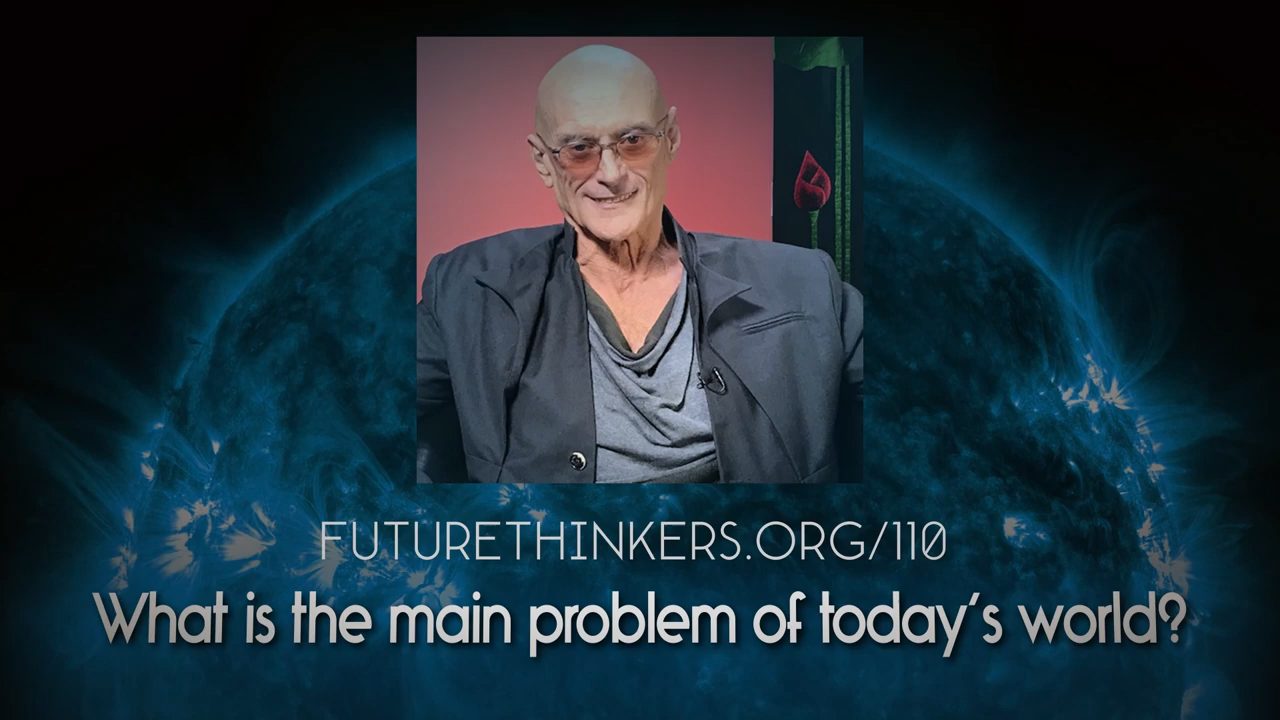 FUTURETHINKERS.ORG/110
What is the main problem of today's world?